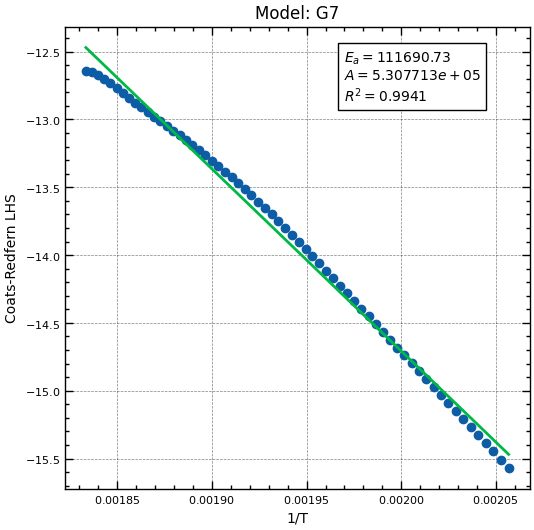 Model: G7
E_a = 111690.73
A = 5.307713e + 05
R^2 = 0.9941
−12.5
−13.0
−13.5
−14.0
−14.5
−15.0
−15.5
Coats-Redfern LHS
0.00185 0.00190 0.00195 0.00200 0.00205
1/T